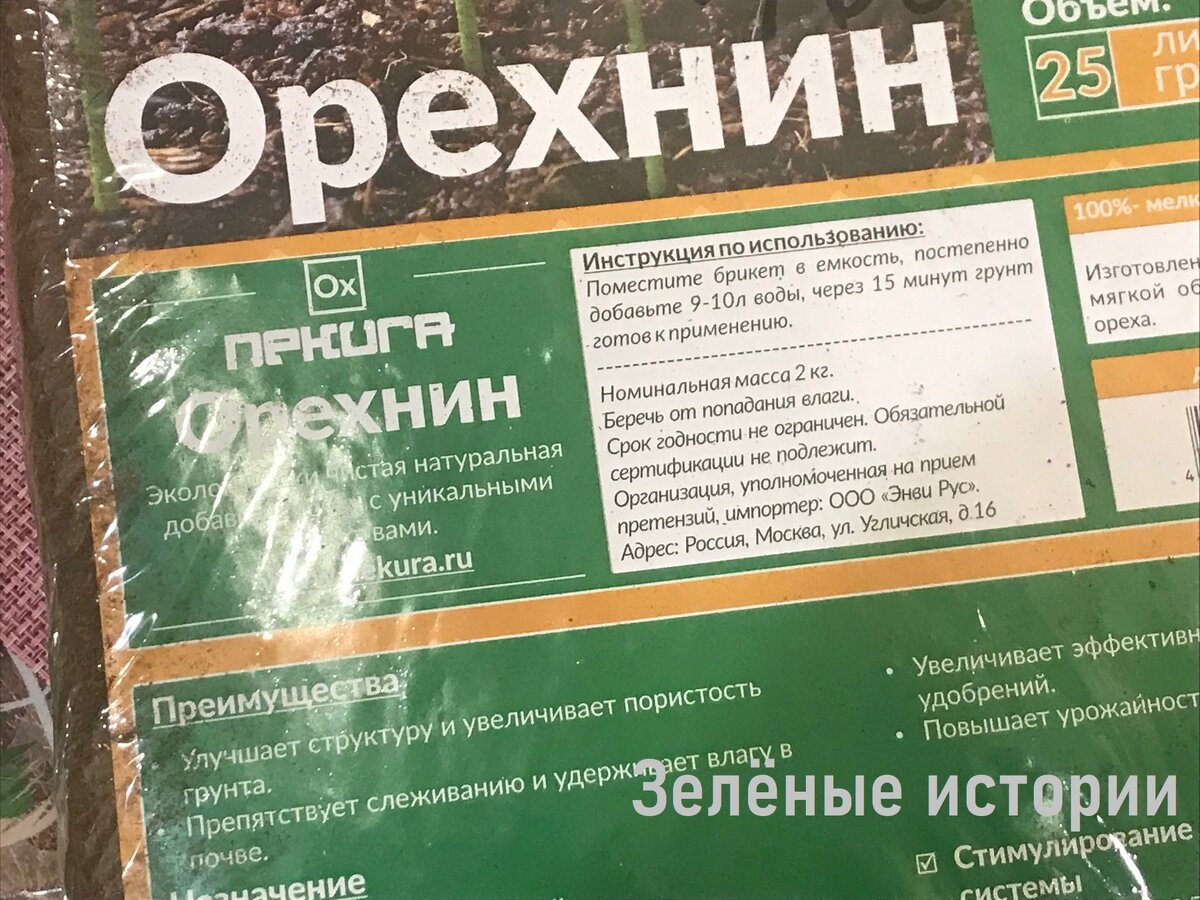 Объем:
Орехнин
25
Ox
пекура
Орехнин
натуральная
с уникальными
Инструкция по использованию:
Поместите брикет в емкость, постепенно
добавьте 9-10л воды, через 15 минут грунт
готов к применению.
Номинальная масса 2 кг.
Беречь от попадания влаги.
Срок годности не ограничен. Обязательной
сертификации не подлежит.
Организация, уполномоченная на прием
претензий, импортер: ООО «Энви Рус».
Адрес: Россия, Москва, ул. Угличская, д.16
100%- мелк
Изготовлен
мягкой об
ореха.
4
Преимущества
• Улучшает структуру и увеличивает пористость
грунта.
• Препятствует слеживанию и удерживает влагу в
почве.
Назначение
• Увеличивает эффективн
удобрений.
• Повышает урожайност
☑ Стимулирование
системы
Зелёные истории